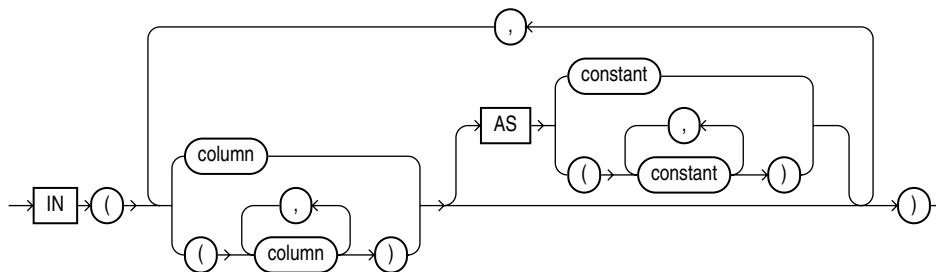 ,
constant
AS ,
column ( constant )
IN ( , )
( column )